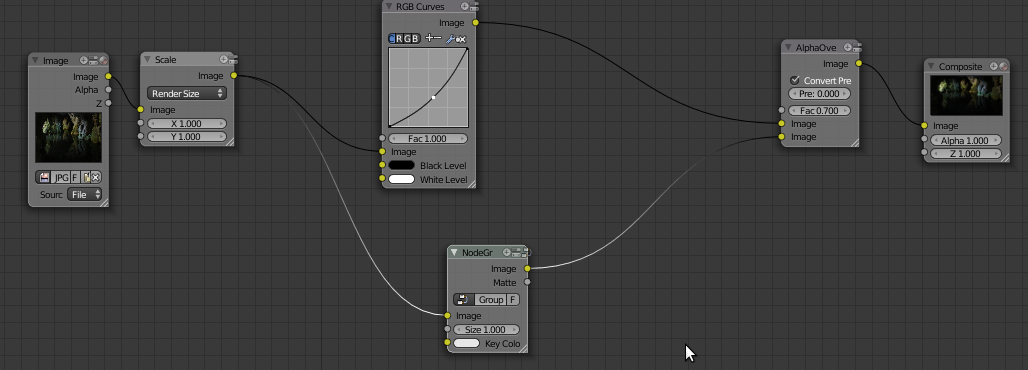 Image
Image
Alpha
Z
JPG F
Sourc File
Scale
Image
Render Size
Image
X 1.000
Y 1.000
RGB Curves
Image
C R G B
Fac 1.000
Image
Black Level
White Level
NodeGr
Image
Matte
Group F
Image
Size 1.000
Key Colo
AlphaOve
Image
Convert Pre
Pre: 0.000
Fac 0.700
Image
Image
Composite
Image
Alpha 1.000
Z 1.000